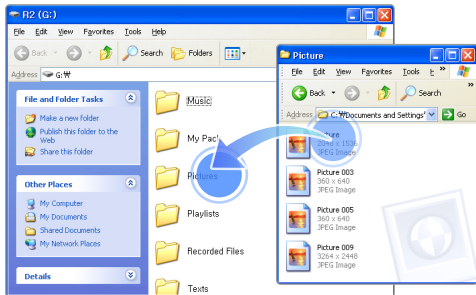 R2 (G:)
File Edit View Favorites Tools Help
Back Search Folders
Address G:₩
File and Folder Tasks
Make a new folder
Publish this folder to the
Web
Share this folder
Other Places
My Computer
My Documents
Shared Documents
My Network Places
Details
Music
My Pack
Pictures
Playlists
Recorded Files
Texts
Picture
File Edit View Favorites Tools H »
Back Search »
Address C:₩Documents and Settings' Go
Picture
2048 x 1536
JPEG Image
Picture 003
360 x 640
JPEG Image
Picture 005
360 x 640
JPEG Image
Picture 009
3264 x 2448
JPEG Image